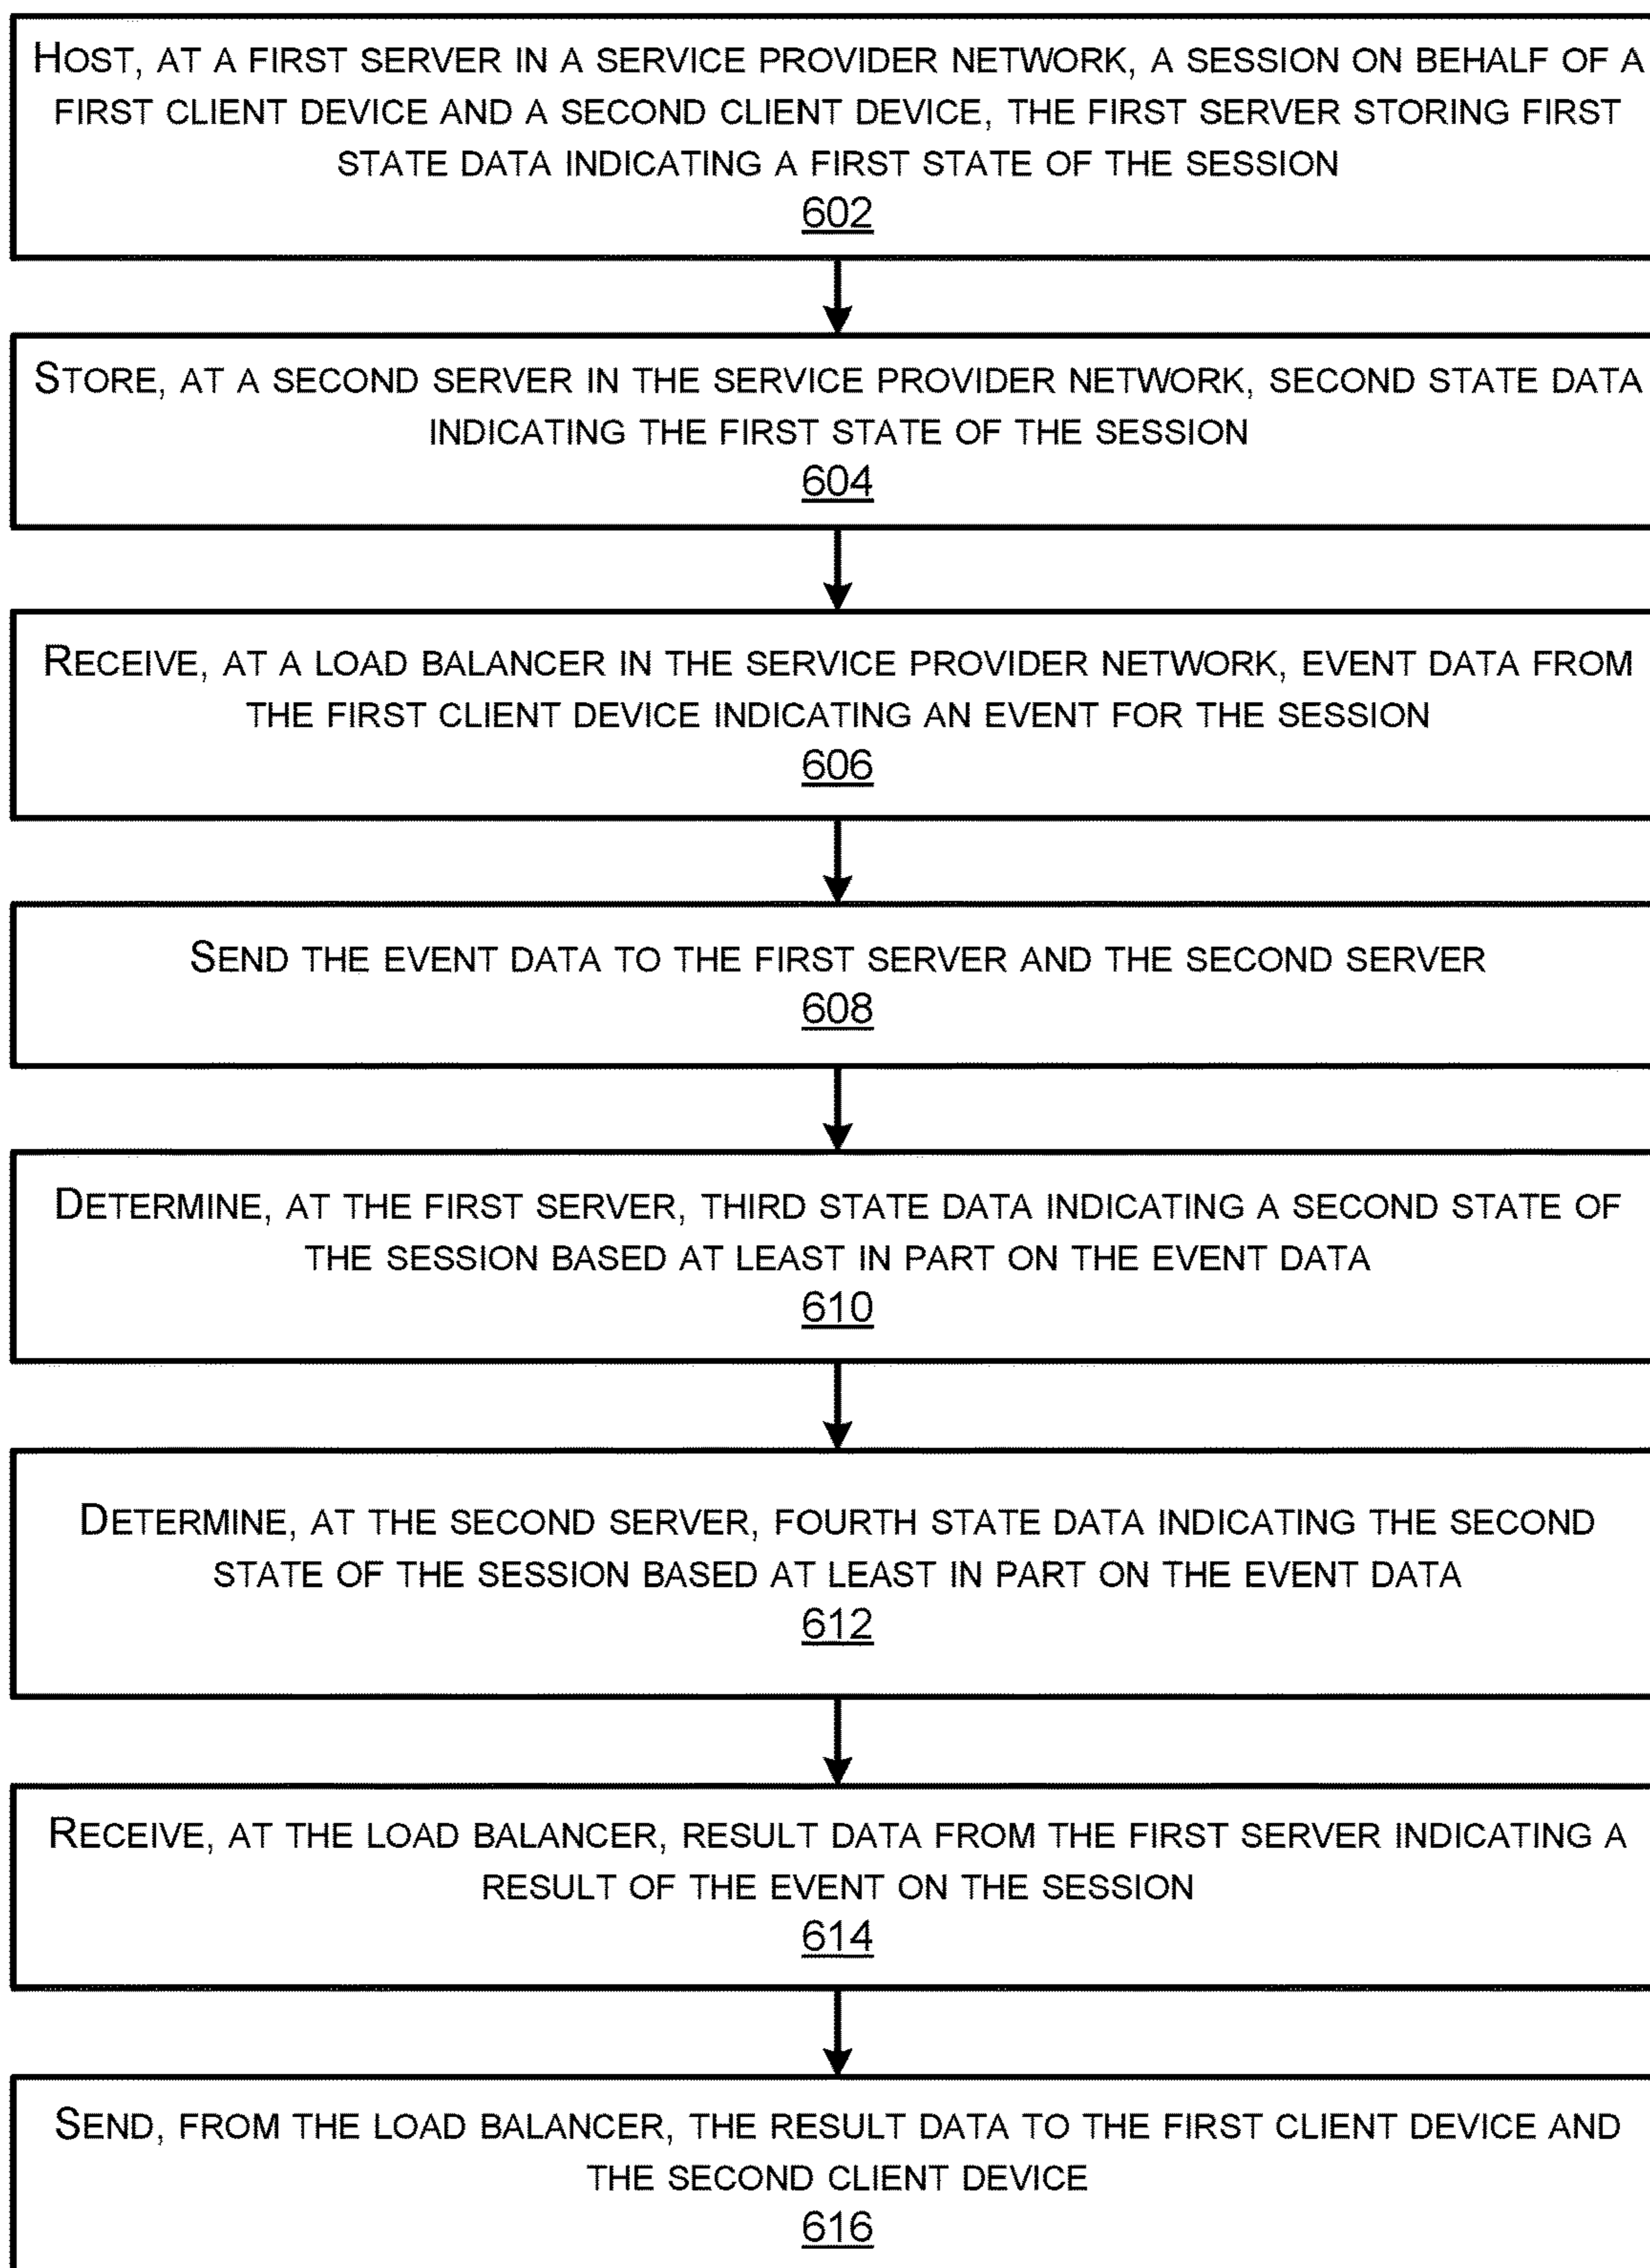 HOST, AT A FIRST SERVER IN A SERVICE PROVIDER NETWORK, A SESSION ON BEHALF OF A
FIRST CLIENT DEVICE AND A SECOND CLIENT DEVICE, THE FIRST SERVER STORING FIRST
STATE DATA INDICATING A FIRST STATE OF THE SESSION
602
STORE, AT A SECOND SERVER IN THE SERVICE PROVIDER NETWORK, SECOND STATE DATA
INDICATING THE FIRST STATE OF THE SESSION
604
RECEIVE, AT A LOAD BALANCER IN THE SERVICE PROVIDER NETWORK, EVENT DATA FROM
THE FIRST CLIENT DEVICE INDICATING AN EVENT FOR THE SESSION
606
SEND THE EVENT DATA TO THE FIRST SERVER AND THE SECOND SERVER
608
DETERMINE, AT THE FIRST SERVER, THIRD STATE DATA INDICATING A SECOND STATE OF
THE SESSION BASED AT LEAST IN PART ON THE EVENT DATA
610
DETERMINE, AT THE SECOND SERVER, FOURTH STATE DATA INDICATING THE SECOND
STATE OF THE SESSION BASED AT LEAST IN PART ON THE EVENT DATA
612
RECEIVE, AT THE LOAD BALANCER, RESULT DATA FROM THE FIRST SERVER INDICATING A
RESULT OF THE EVENT ON THE SESSION
614
SEND, FROM THE LOAD BALANCER, THE RESULT DATA TO THE FIRST CLIENT DEVICE AND
THE SECOND CLIENT DEVICE
616